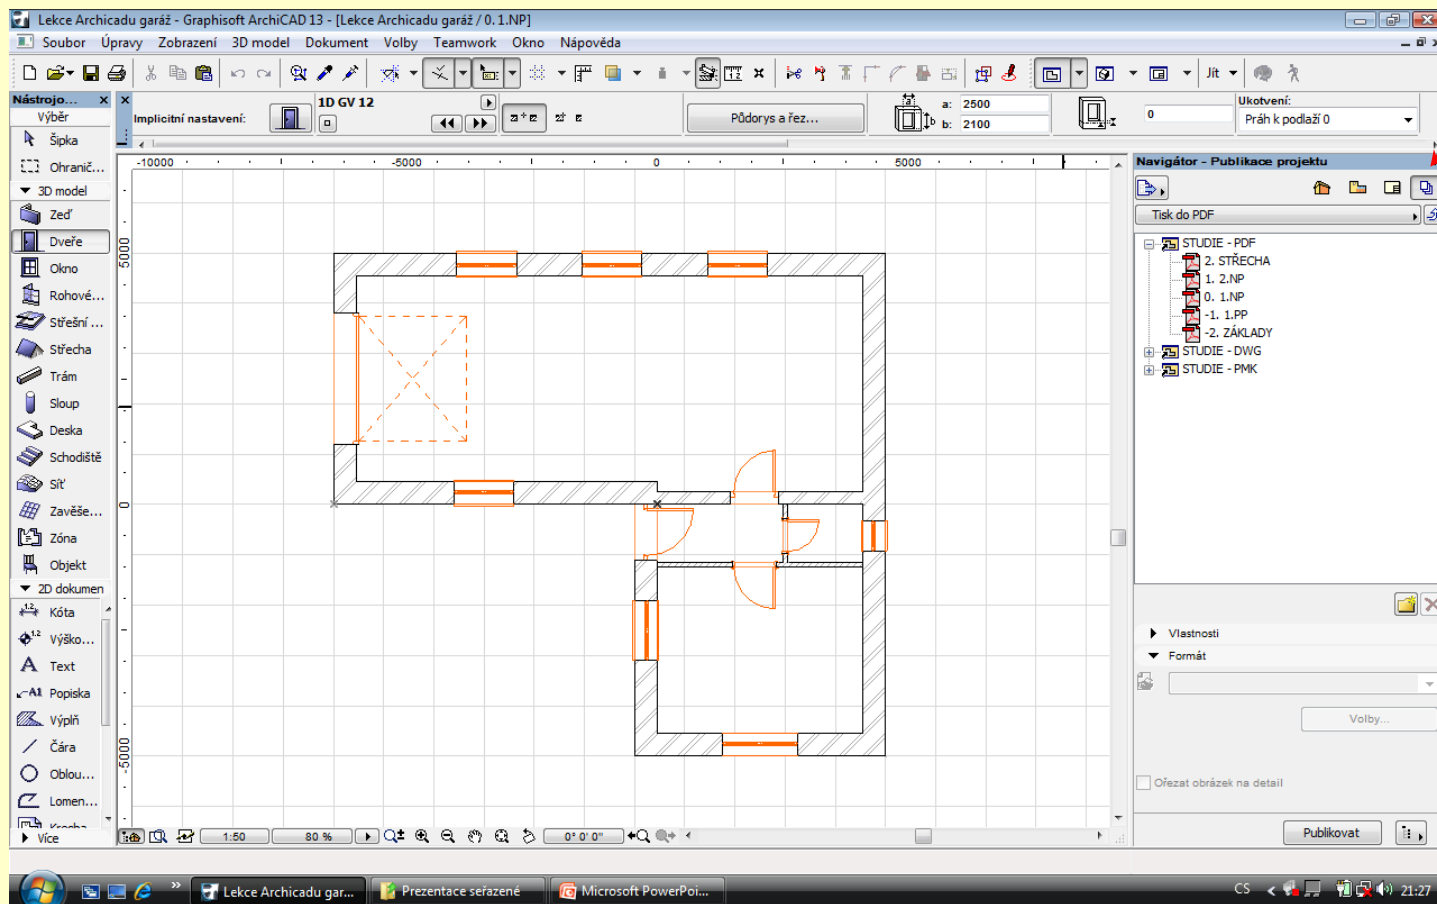 Lekce Archicadu garáž - Graphisoft ArchiCAD 13 - [Lekce Archicadu garáž / 0. 1.NP]
Soubor Úpravy Zobrazení 3D model Dokument Volby Teamwork Okno Nápověda
Jít
Nástrojo...
Výběr
Šipka
Ohranič...
3D model
Zeď
Dveře
Okno
Rohové...
Střešní ...
Střecha
Trám
Sloup
Deska
Schodiště
Síť
Zavěše...
Zóna
Objekt
2D dokumen
Kóta
Výško...
Text
Popiska
Výplň
Čára
Oblou...
Lomen...
Více
Implicitní nastavení:
1D GV 12
Půdorys a řez...
a: 2500
b: 2100
0
Ukotvení:
Práh k podlaží 0
-10000 -5000 0 5000
5000
0
-5000
1:50 80 % 0° 0' 0"
Navigátor - Publikace projektu
Tisk do PDF
STUDIE - PDF
2. STŘECHA
1. 2.NP
0. 1.NP
-1. 1.PP
-2. ZÁKLADY
STUDIE - DWG
STUDIE - PMK
Vlastnosti
Formát
Volby...
Ořezat obrázek na detail
Publikovat
Lekce Archicadu gar... Prezentace seřazené Microsoft PowerPoi... CS 21:27